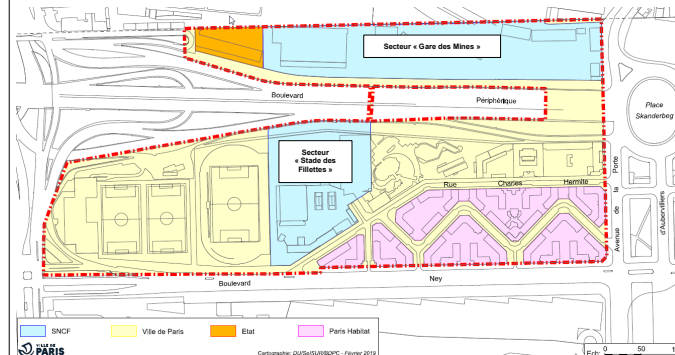 Secteur « Gare des Mines »
Boulevard
Périphérique
Place
Skanderbeg
Secteur
« Stade des
Fillettes »
Rue Charles Hermite
Avenue de la Porte
d'Aubervilliers
Boulevard Ney
SNCF
Ville de Paris
Etat
Paris Habitat
VILLE DE
PARIS
Cartographie: DU/SeISUR/BDPC - Février 2019
Ech:
0 50